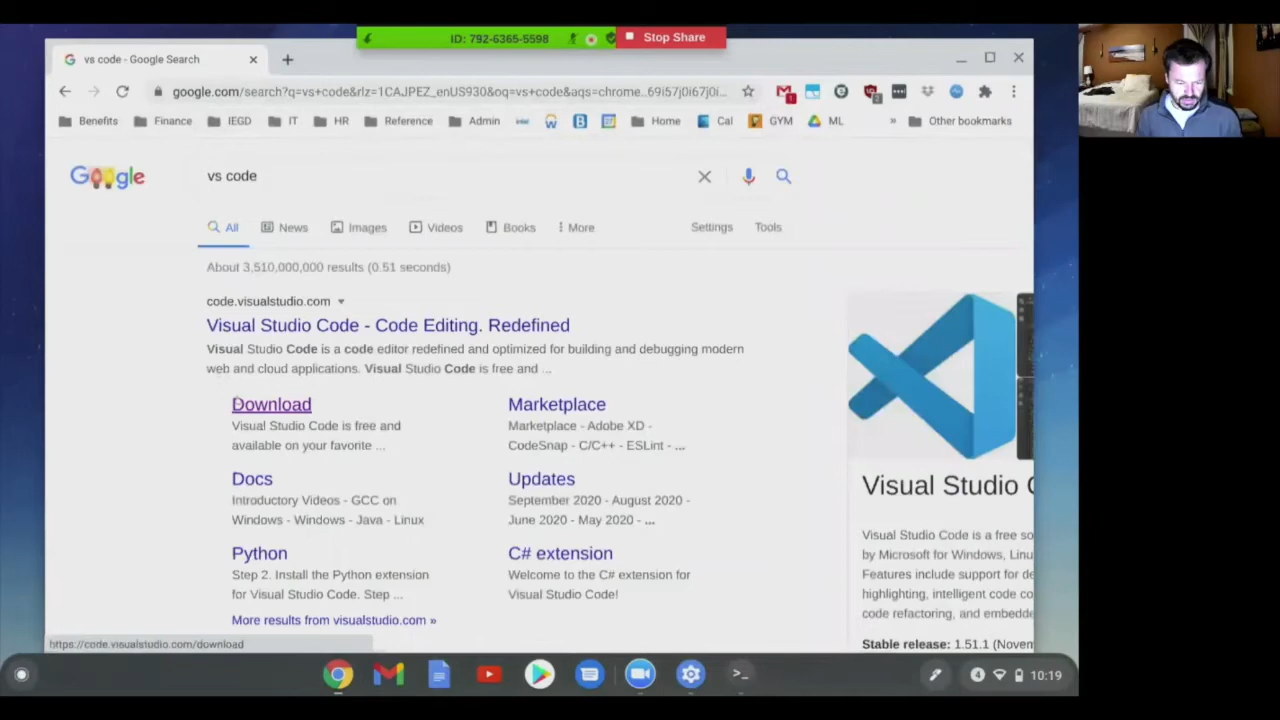 ID: 792-6365-5598
Stop Share
vs code - Google Search
google.com/search?q=vs+code&rlz=1CAJPEZ_enUS930&oq=vs+code&aqs=chrome..69i57j0i67j0i...
Benefits
Finance
IEGD
IT
HR
Reference
Admin
Home
Cal
GYM
ML
»
Other bookmarks
Google
vs code
All
News
Images
Videos
Books
More
Settings
Tools
About 3,510,000,000 results (0.51 seconds)
code.visualstudio.com
Visual Studio Code - Code Editing. Redefined
Visual Studio Code is a code editor redefined and optimized for building and debugging modern
web and cloud applications. Visual Studio Code is free and ...
Download
Visual Studio Code is free and
available on your favorite ...
Marketplace
Marketplace - Adobe XD -
CodeSnap - C/C++ - ESLint - ...
Docs
Introductory Videos - GCC on
Windows - Windows - Java - Linux
Updates
September 2020 - August 2020 -
June 2020 - May 2020 - ...
Python
Step 2. Install the Python extension
for Visual Studio Code. Step ...
C# extension
Welcome to the C# extension for
Visual Studio Code!
More results from visualstudio.com »
Visual Studio
Visual Studio Code is a free so
by Microsoft for Windows, Linu
Features include support for de
highlighting, intelligent code co
code refactoring, and embedde
Stable release: 1.51.1 (Noven
https://code.visualstudio.com/download
4
10:19